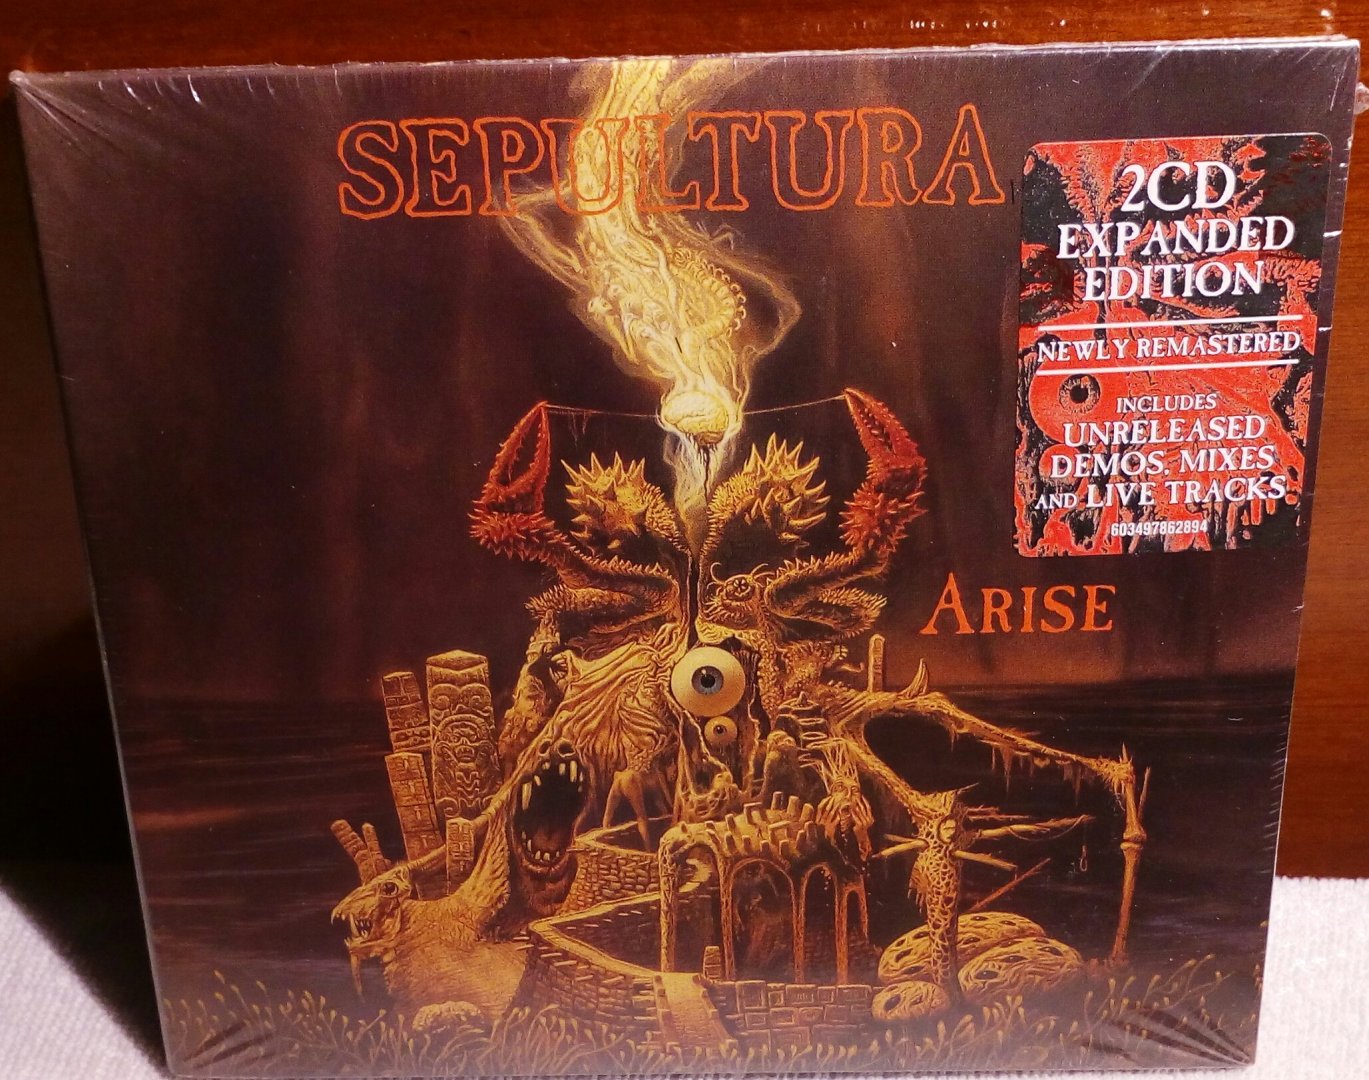 SEPULTURA
2CD
EXPANDED
EDITION
NEWLY REMASTERED
INCLUDES
UNRELEASED
DEMOS, MIXES
AND LIVE TRACKS
603497862894
ARISE